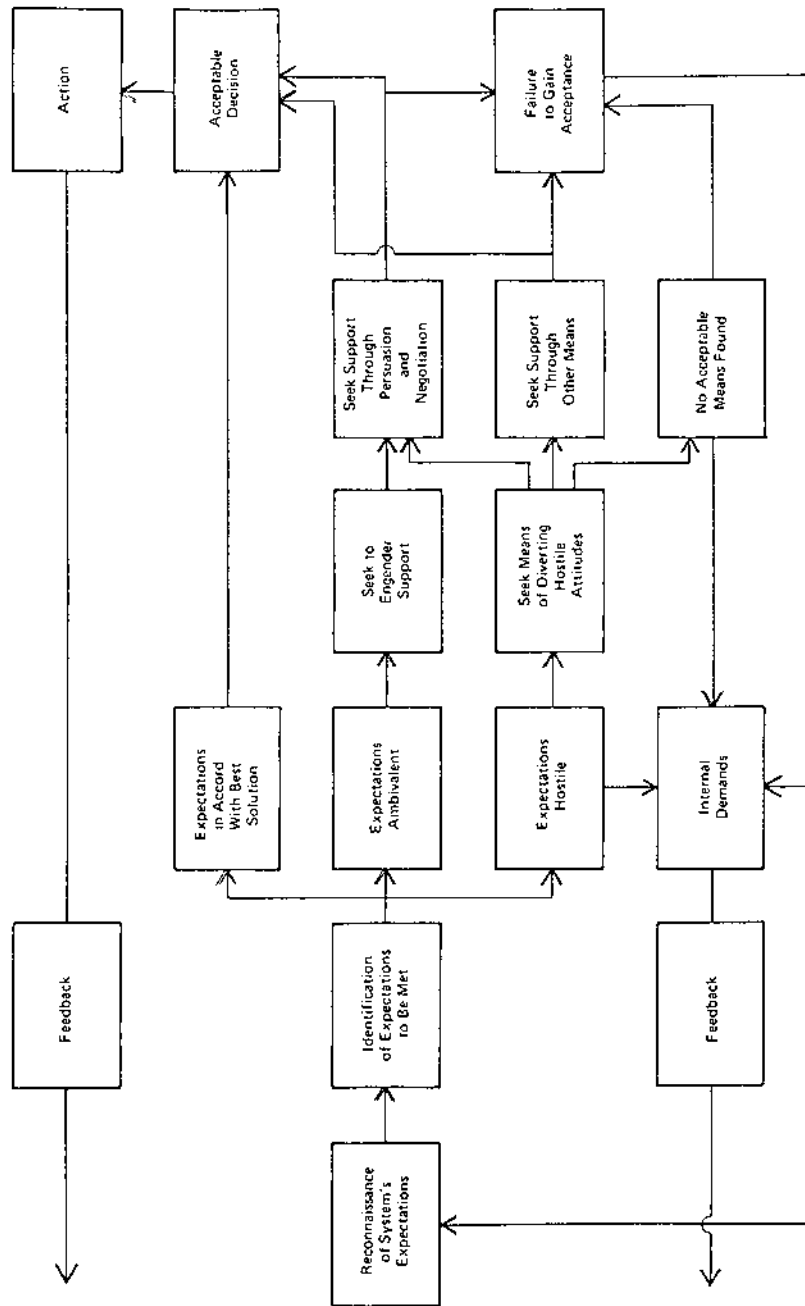 Feedback
Action
Expectations
in Accord
With Best
Solution
Acceptable
Decision
Reconnaissance
of System's
Expectations
Identification
of Expectations
to Be Met
Expectations
Ambivalent
Seek to
Engender
Support
Seek Support
Through
Persuasion
and
Negotiation
Expectations
Hostile
Seek Means
of Diverting
Hostile
Attitudes
Seek Support
Through
Other Means
Failure
to Gain
Acceptance
Feedback
Internal
Demands
No Acceptable
Means Found